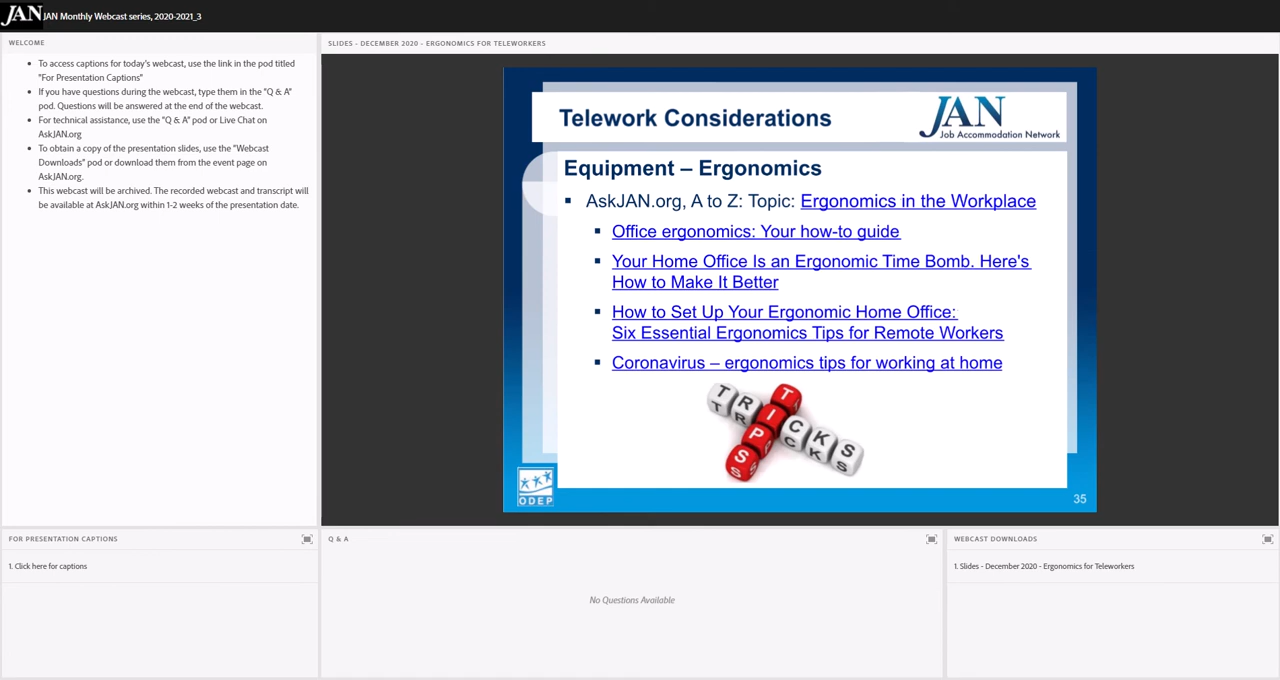 JAN
JAN Monthly Webcast series, 2020-2021_3
WELCOME
To access captions for today's webcast, use the link in the pod titled
"For Presentation Captions"
If you have questions during the webcast, type them in the "Q & A"
pod. Questions will be answered at the end of the webcast.
For technical assistance, use the "Q & A" pod or Live Chat on
AskJAN.org
To obtain a copy of the presentation slides, use the "Webcast
Downloads" pod or download them from the event page on
AskJAN.org.
This webcast will be archived. The recorded webcast and transcript will
be available at AskJAN.org within 1-2 weeks of the presentation date.
SLIDES - DECEMBER 2020 - ERGONOMICS FOR TELEWORKERS
Telework Considerations
JAN
Job Accommodation Network
Equipment – Ergonomics
AskJAN.org, A to Z: Topic: Ergonomics in the Workplace
Office ergonomics: Your how-to guide
Your Home Office Is an Ergonomic Time Bomb. Here's
How to Make It Better
How to Set Up Your Ergonomic Home Office:
Six Essential Ergonomics Tips for Remote Workers
Coronavirus – ergonomics tips for working at home
TRICKS
TIPS
ODEP
35
FOR PRESENTATION CAPTIONS
1. Click here for captions
Q & A
No Questions Available
WEBCAST DOWNLOADS
1. Slides - December 2020 - Ergonomics for Teleworkers